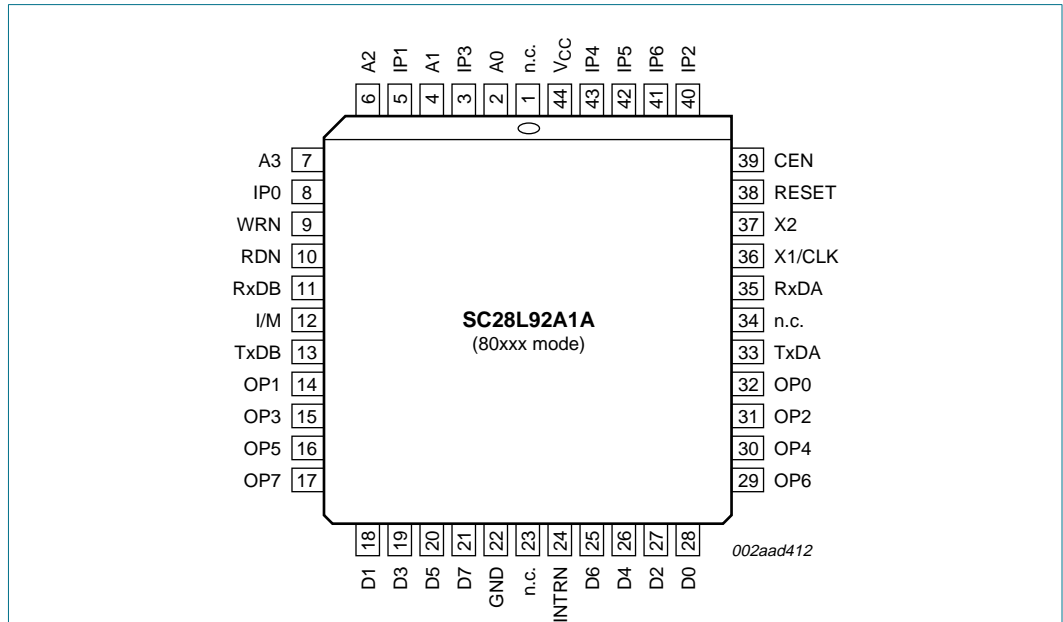 A2 IP1 A1 IP3 A0 n.c. VCC IP4 IP5 IP6 IP2
6 5 4 3 2 1 44 43 42 41 40
A3 7 39 CEN
IP0 8 38 RESET
WRN 9 37 X2
RDN 10 36 X1/CLK
RxDB 11 35 RxDA
I/M 12 34 n.c.
SC28L92A1A
(80xxx mode)
TxDB 13 33 TxDA
OP1 14 32 OP0
OP3 15 31 OP2
OP5 16 30 OP4
OP7 17 29 OP6
18 19 20 21 22 23 24 25 26 27 28
D1 D3 D5 D7 GND n.c. INTRN D6 D4 D2 D0
002aad412